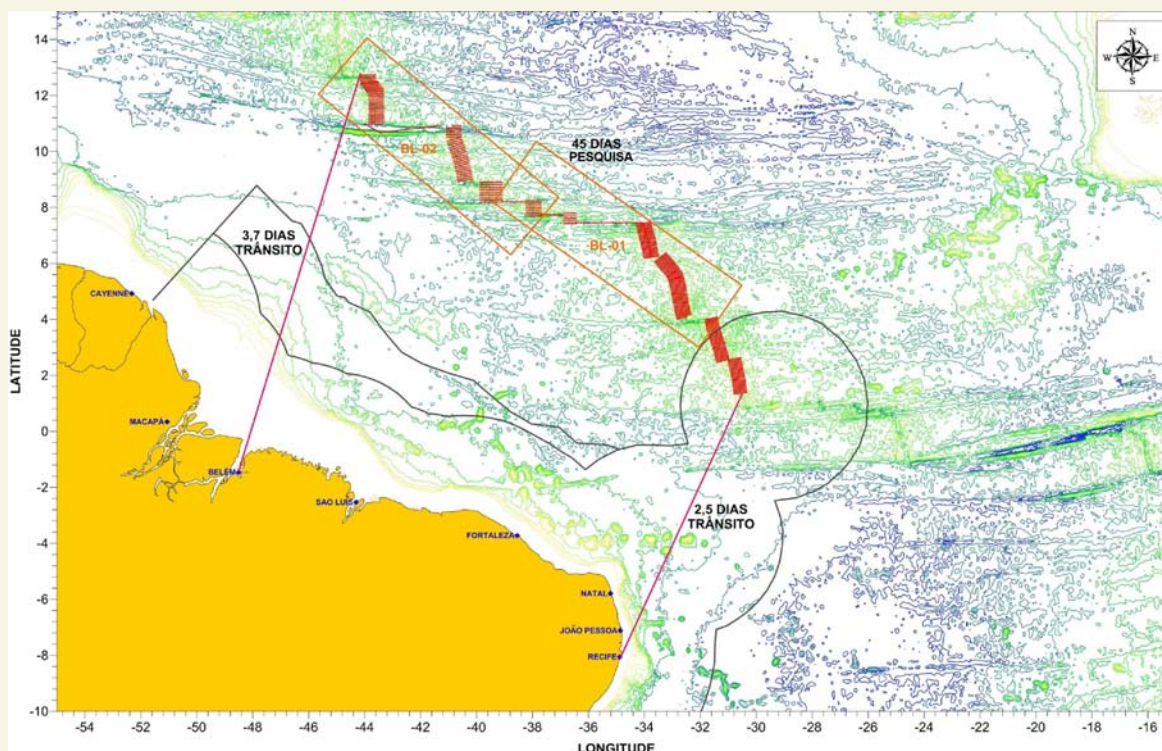 N
W E
S
14
12
10
8
6
4
2
0
-2
-4
-6
-8
-10
LATITUDE
BL-02
45 DIAS
PESQUISA
BL-01
3,7 DIAS
TRÂNSITO
CAYENNE
MACAPÁ
BELÉM
SAO LUIS
FORTALEZA
2,5 DIAS
TRÂNSITO
NATAL
JOÃO PESSOA
RECIFE
-54 -52 -50 -48 -46 -44 -42 -40 -38 -36 -34 -32 -30 -28 -26 -24 -22 -20 -18 -16
LONGITUDE